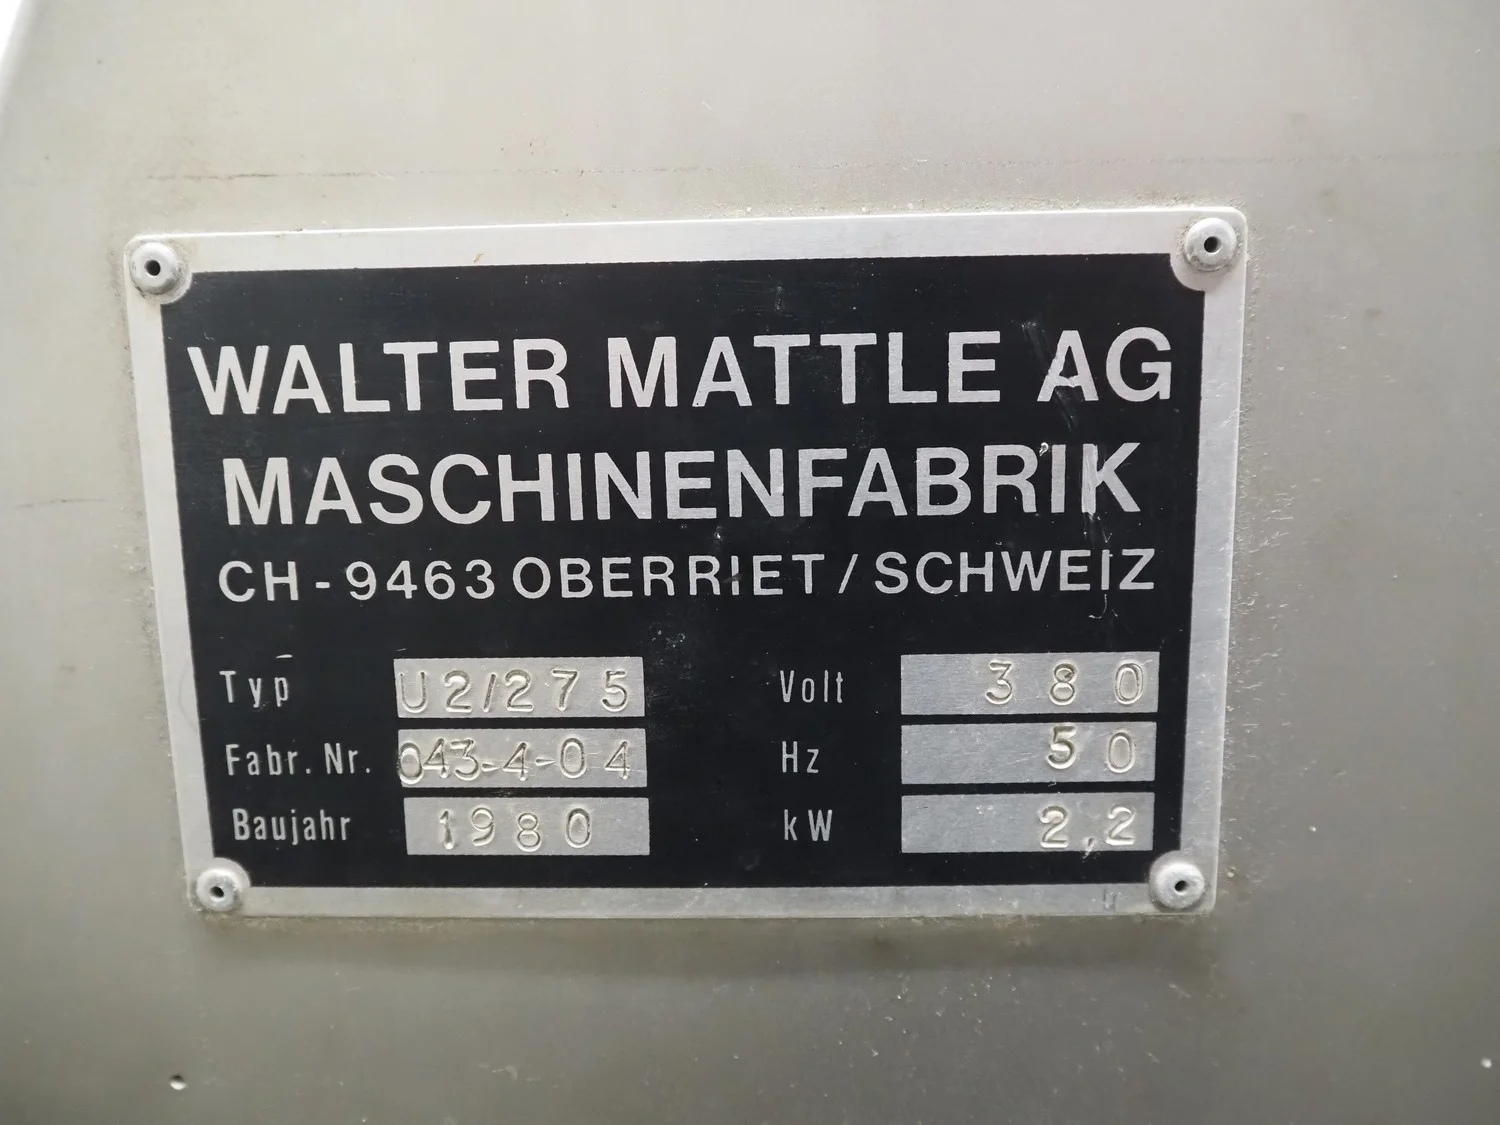 WALTER MATTLE AG
MASCHINENFABRIK
CH-9463 OBERRIET/SCHWEIZ
Typ U2/275 Volt 380
Fabr. Nr. 043-4-04 Hz 50
Baujahr 1980 kW 2,2